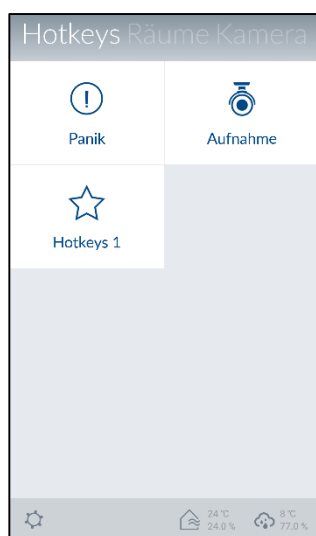 Hotkeys Räume Kamera
Panik
Aufnahme
Hotkeys 1
24 °C
24.0 %
8 °C
77.0 %